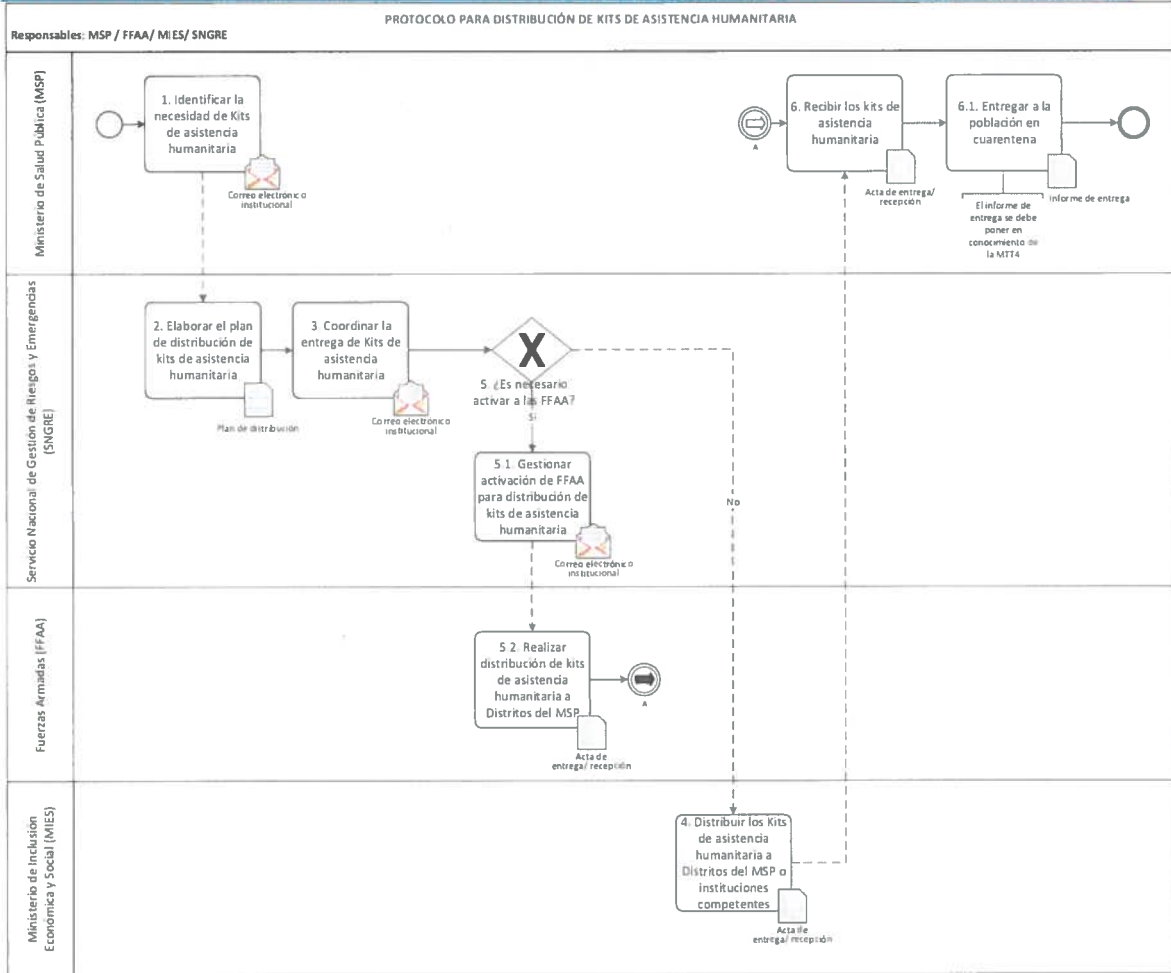 PROTOCOLO PARA DISTRIBUCIÓN DE KITS DE ASISTENCIA HUMANITARIA
Responsables: MSP / FFAA/ MIES/ SNGRE
Ministerio de Salud Pública (MSP)
1. Identificar la
necesidad de Kits
de asistencia
humanitaria
Correo electrónico
institucional
A
6. Recibir los kits de
asistencia
humanitaria
Acta de entrega/
recepción
6.1. Entregar a la
población en
cuarentena
Informe de entrega
El informe de
entrega se debe
poner en
conocimiento de
la MTT4
Servicio Nacional de Gestión de Riesgos y Emergencias
(SNGRE)
2. Elaborar el plan
de distribución de
kits de asistencia
humanitaria
Plan de distribución
3 Coordinar la
entrega de Kits de
asistencia
humanitaria
Correo electrónico
institucional
X
5. ¿Es necesario
activar a las FFAA?
Si
No
5 1. Gestionar
activación de FFAA
para distribución de
kits de asistencia
humanitaria
Correo electrónico
institucional
Fuerzas Armadas (FFAA)
5 2. Realizar
distribución de kits
de asistencia
humanitaria a
Distritos del MSP
Acta de
entrega/ recepción
A
Ministerio de Inclusión
Económica y Social (MIES)
4. Distribuir los Kits
de asistencia
humanitaria a
Distritos del MSP o
instituciones
competentes
Acta de
entrega/ recepción